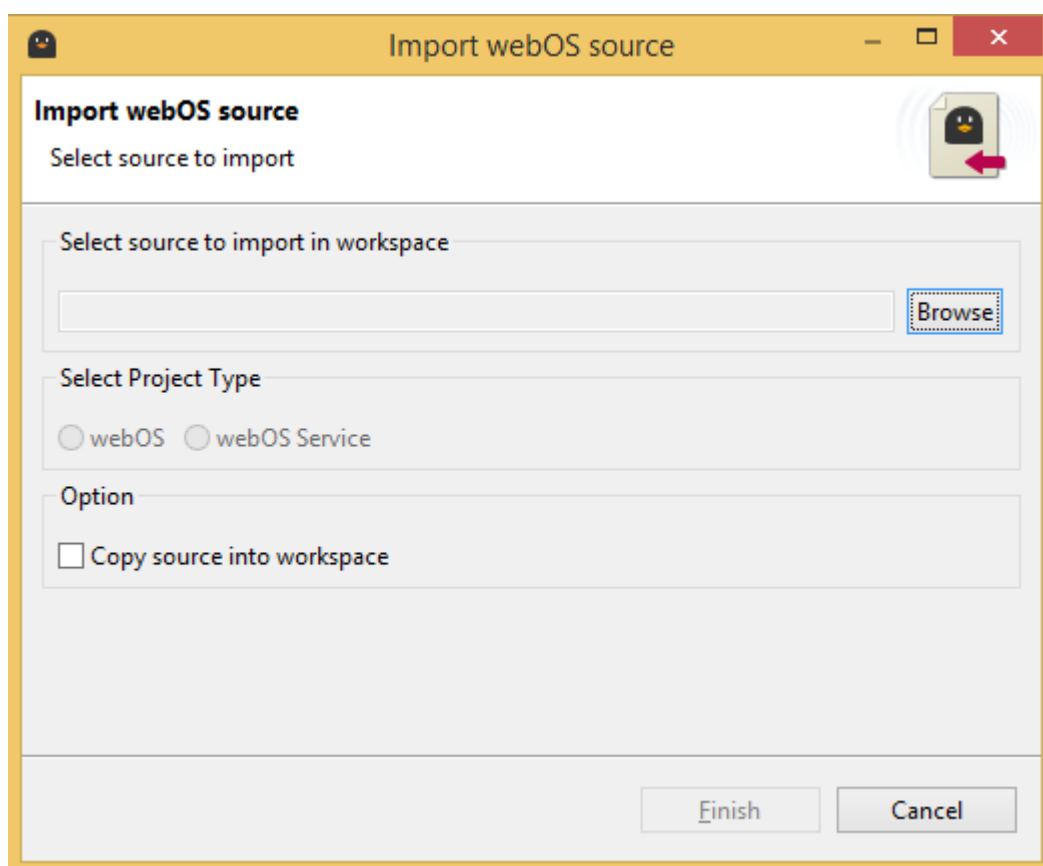 Import webOS source
Import webOS source
Select source to import
Select source to import in workspace
Browse
Select Project Type
webOS webOS Service
Option
Copy source into workspace
Finish Cancel